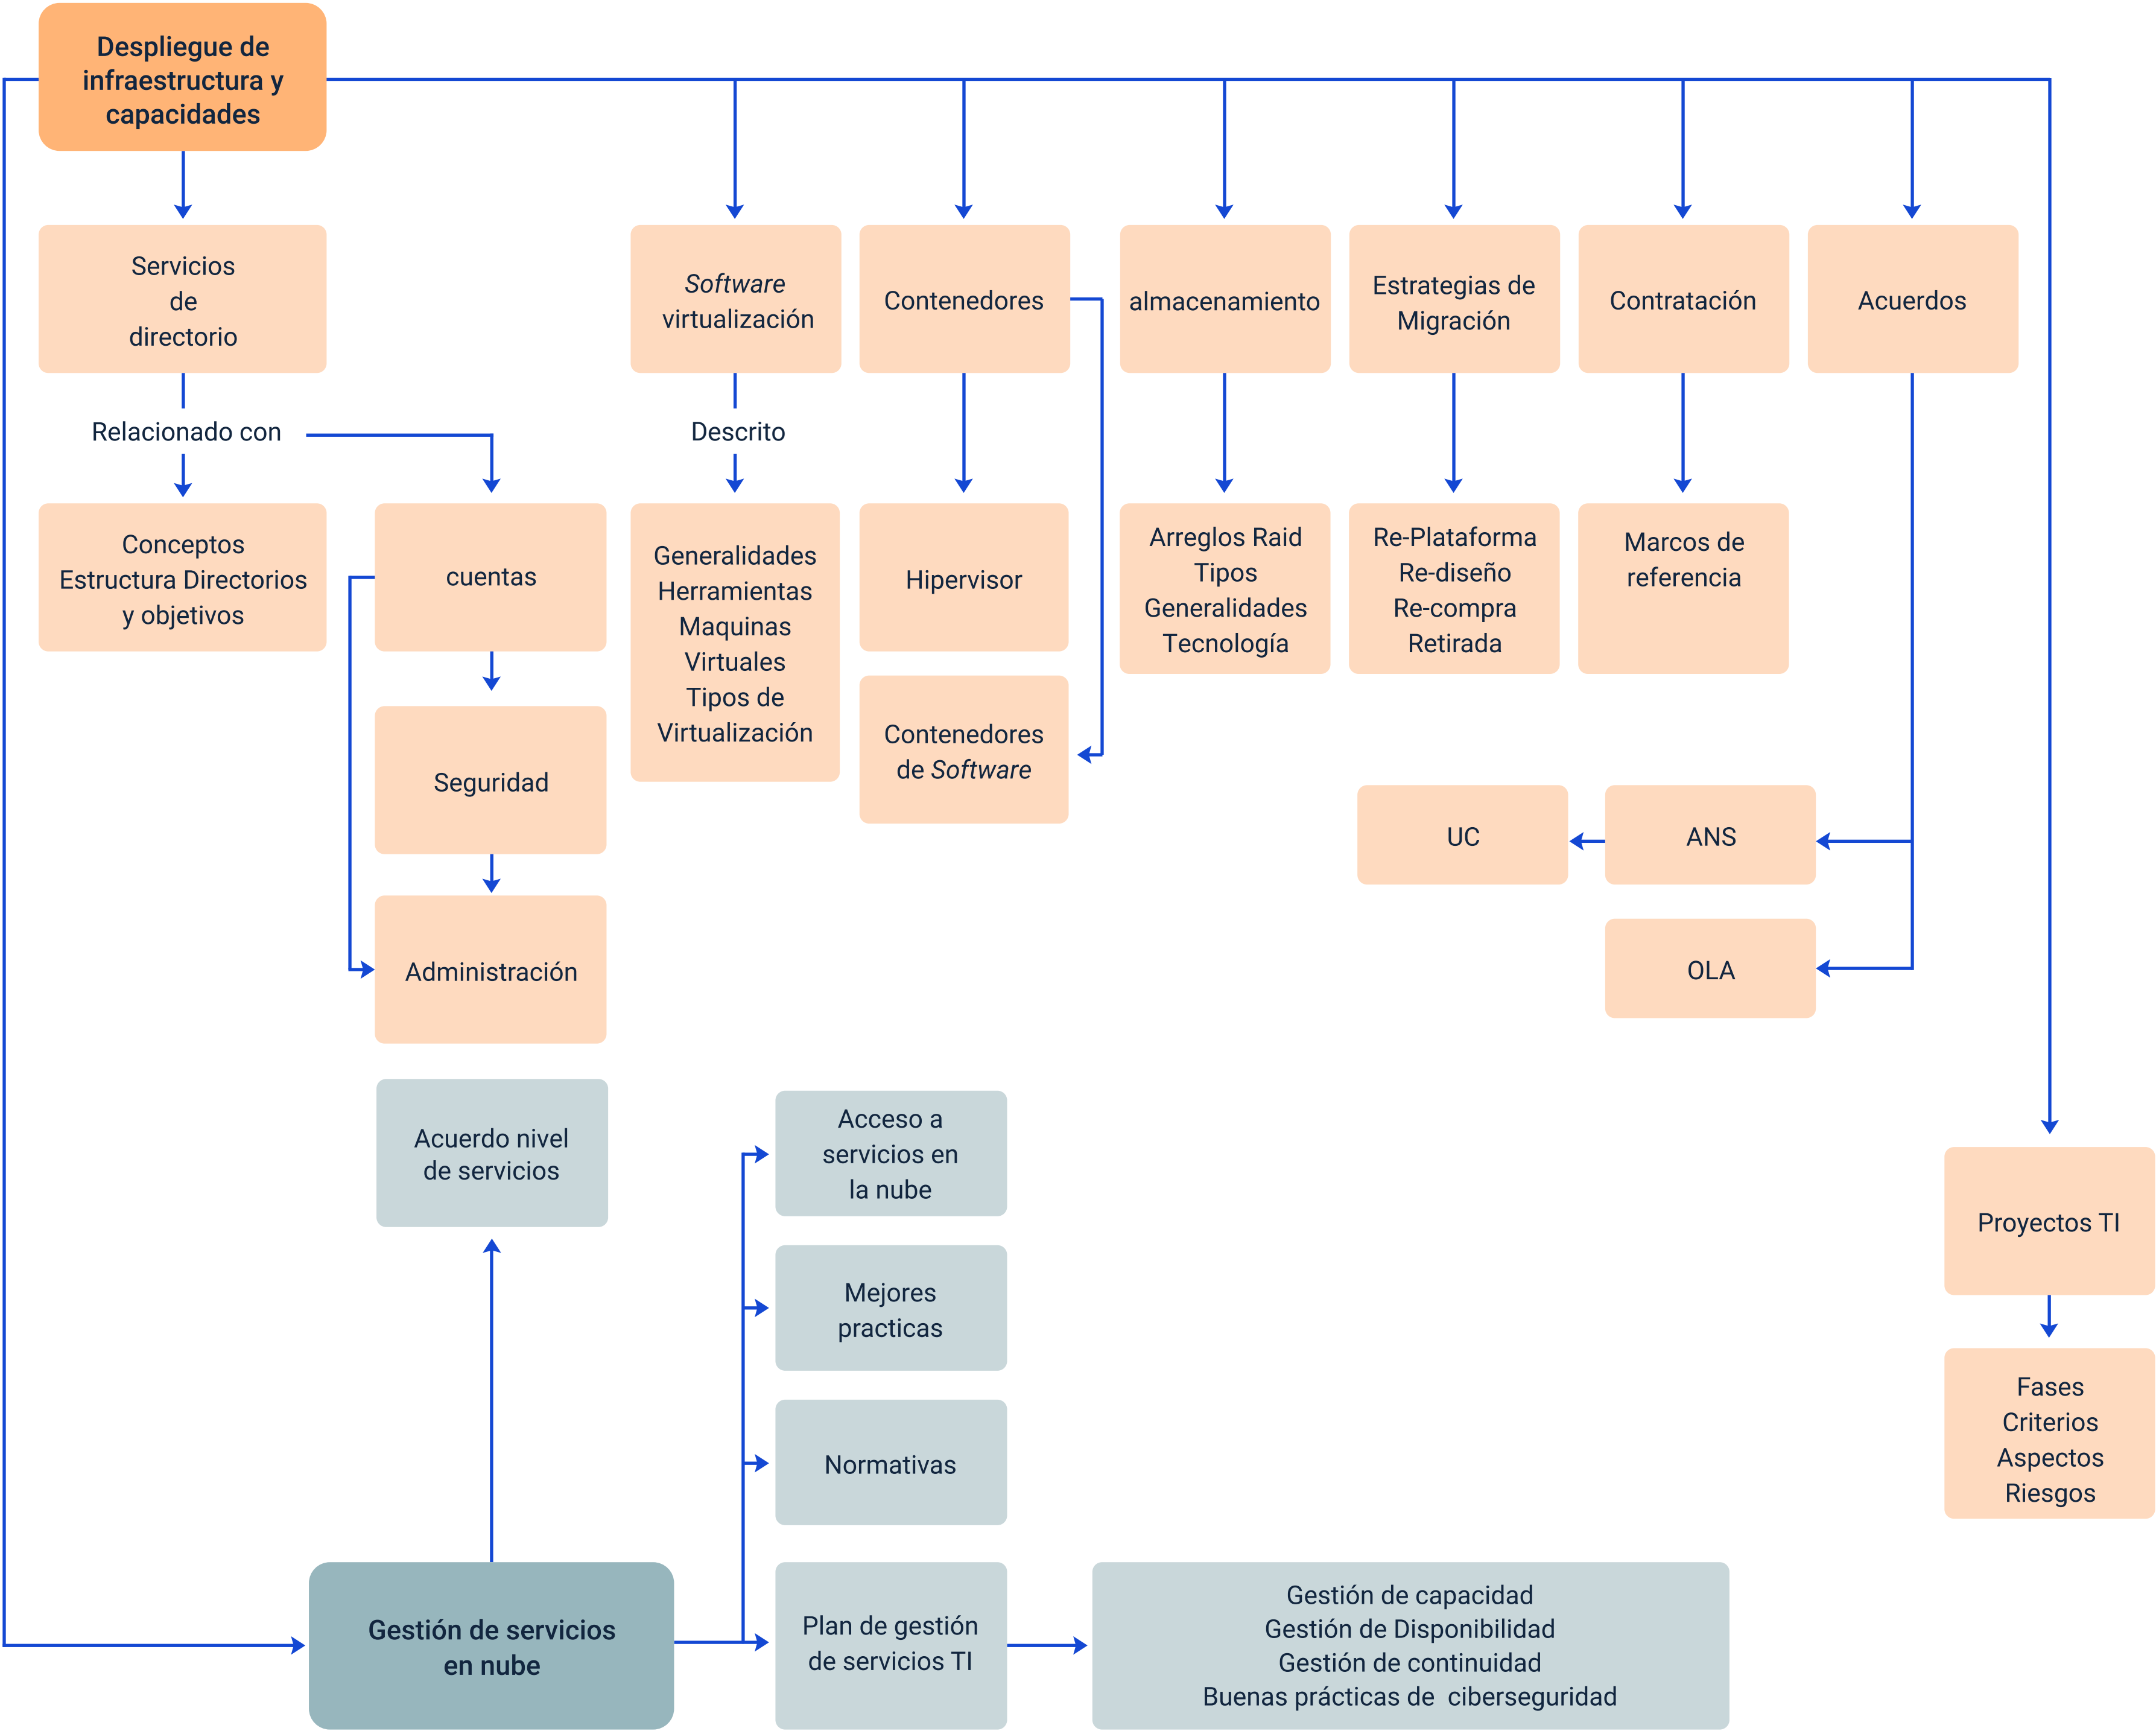 Despliegue de
infraestructura y
capacidades
Servicios
de
directorio
Software
virtualización
Contenedores
almacenamiento
Estrategias de
Migración
Contratación
Acuerdos
Relacionado con
Descrito
Conceptos
Estructura Directorios
y objetivos
cuentas
Generalidades
Herramientas
Maquinas
Virtuales
Tipos de
Virtualización
Hipervisor
Arreglos Raid
Tipos
Generalidades
Tecnología
Re-Plataforma
Re-diseño
Re-compra
Retirada
Marcos de
referencia
Seguridad
Contenedores
de Software
UC
ANS
Administración
OLA
Acuerdo nivel
de servicios
Acceso a
servicios en
la nube
Proyectos TI
Mejores
practicas
Fases
Criterios
Aspectos
Riesgos
Normativas
Gestión de servicios
en nube
Plan de gestión
de servicios TI
Gestión de capacidad
Gestión de Disponibilidad
Gestión de continuidad
Buenas prácticas de  ciberseguridad